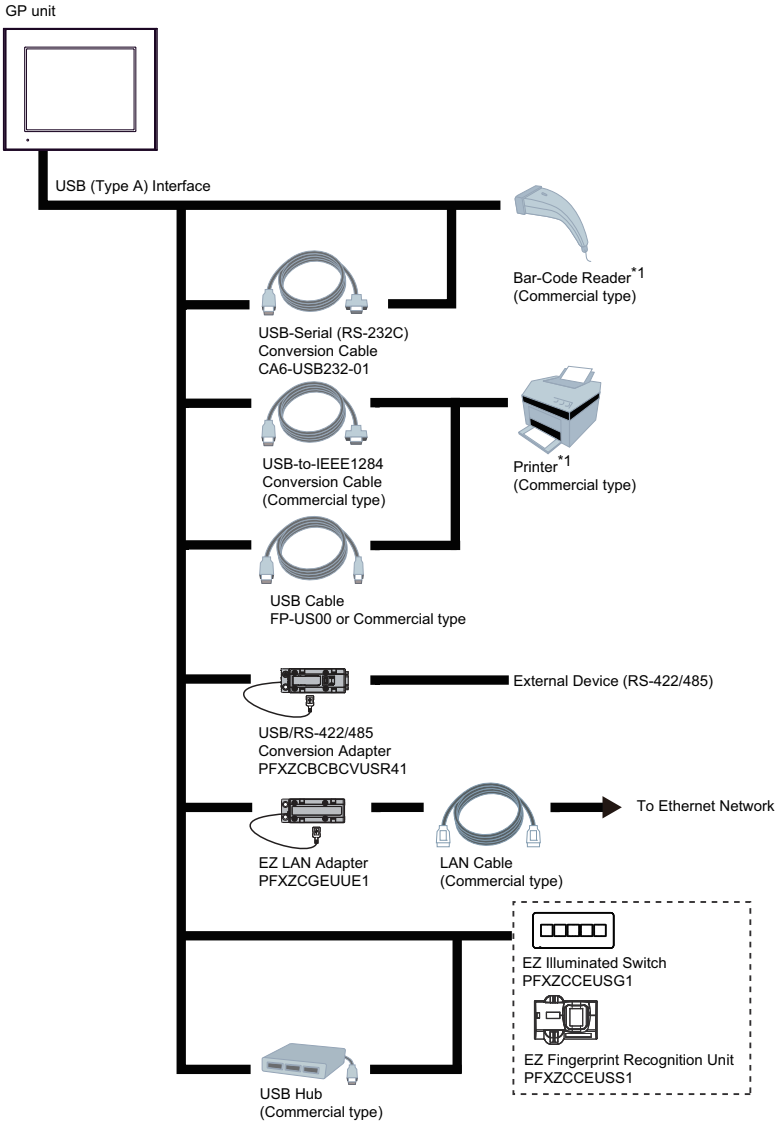 GP unit
USB (Type A) Interface
Bar-Code Reader*1
(Commercial type)
USB-Serial (RS-232C)
Conversion Cable
CA6-USB232-01
USB-to-IEEE1284
Conversion Cable
(Commercial type)
Printer*1
(Commercial type)
USB Cable
FP-US00 or Commercial type
External Device (RS-422/485)
USB/RS-422/485
Conversion Adapter
PFXZCBCBCVUSR41
To Ethernet Network
EZ LAN Adapter
PFXZCGEUUE1
LAN Cable
(Commercial type)
EZ Illuminated Switch
PFXZCCEUSG1
EZ Fingerprint Recognition Unit
PFXZCCEUSS1
USB Hub
(Commercial type)